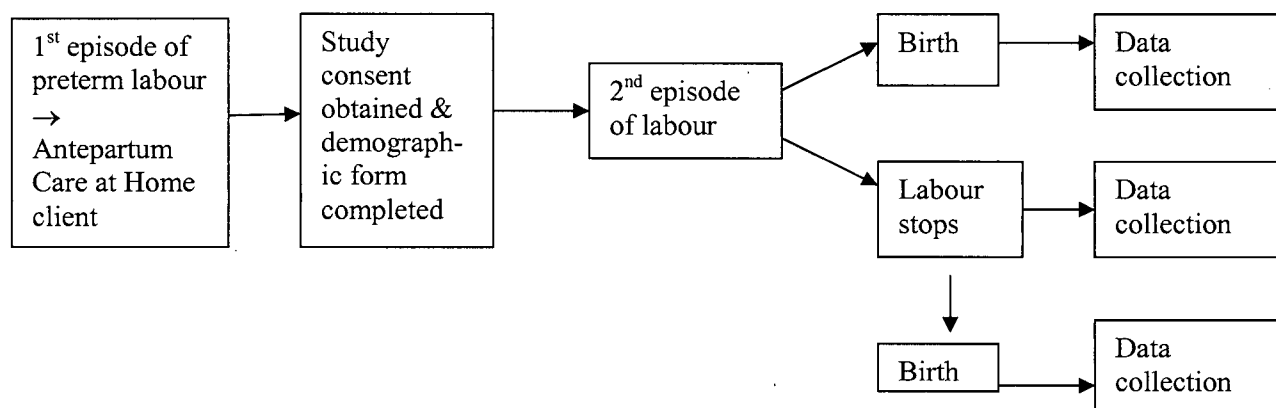 1st episode of
preterm labour
→
Antepartum
Care at Home
client
Study
consent
obtained &
demograph-
ic form
completed
2nd episode
of labour
Birth
Data
collection
Labour
stops
Data
collection
Birth
Data
collection